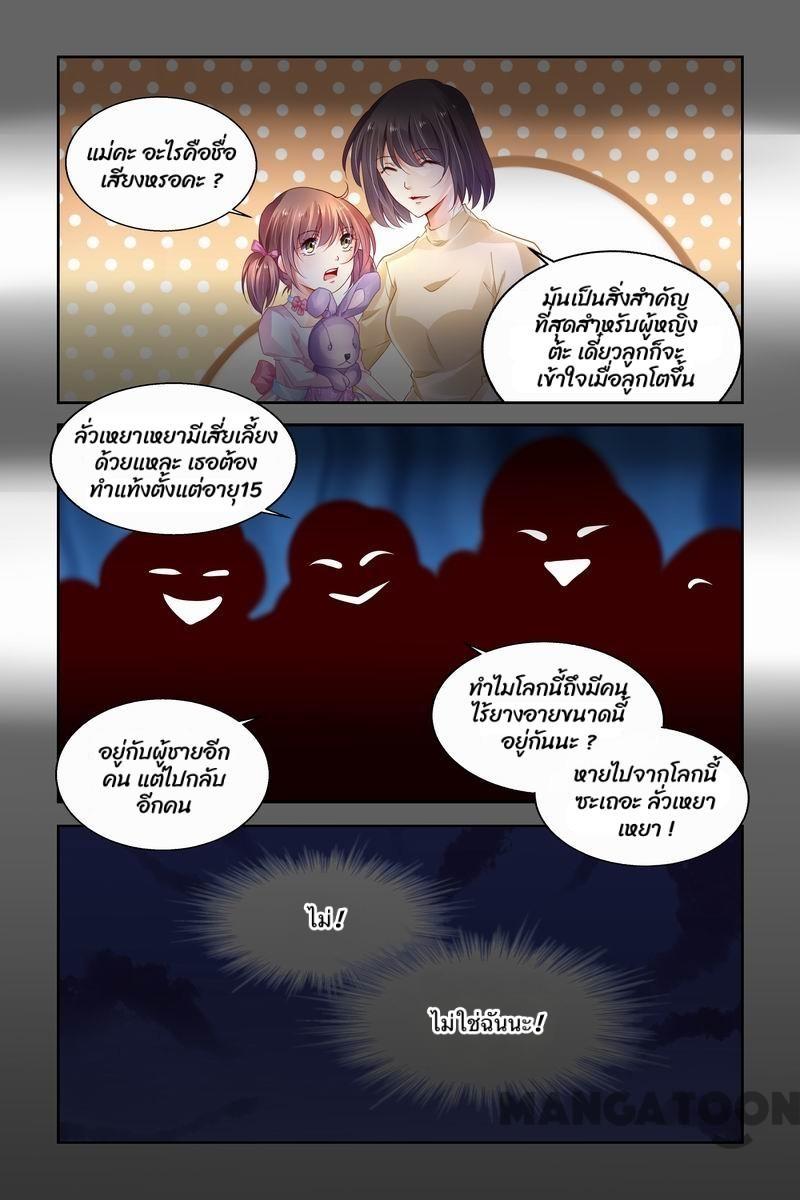 แม่คะ อะไรคือชื่อ
เสียงหรอคะ ?
มันเป็นสิ่งสำคัญ
ที่สุดสำหรับผู้หญิง
ต้ะ เดี๋ยวลูกก็จะ
เข้าใจเมื่อลูกโตขึ้น
ลั่วเหยาเหยามีเสี่ยเลี้ยง
ด้วยแหละ เธอต้อง
ทำแท้งตั้งแต่อายุ15
ทำไมโลกนี้ถึงมีคน
ไร้ยางอายขนาดนี้
อยู่กันนะ ?
อยู่กับผู้ชายอีก
คน แต่ไปกลับ
อีกคน
หายไปจากโลกนี้
ซะเถอะ ลั่วเหยา
เหยา !
ไม่!
ไม่ใช่ฉันนะ!
MANGATOON